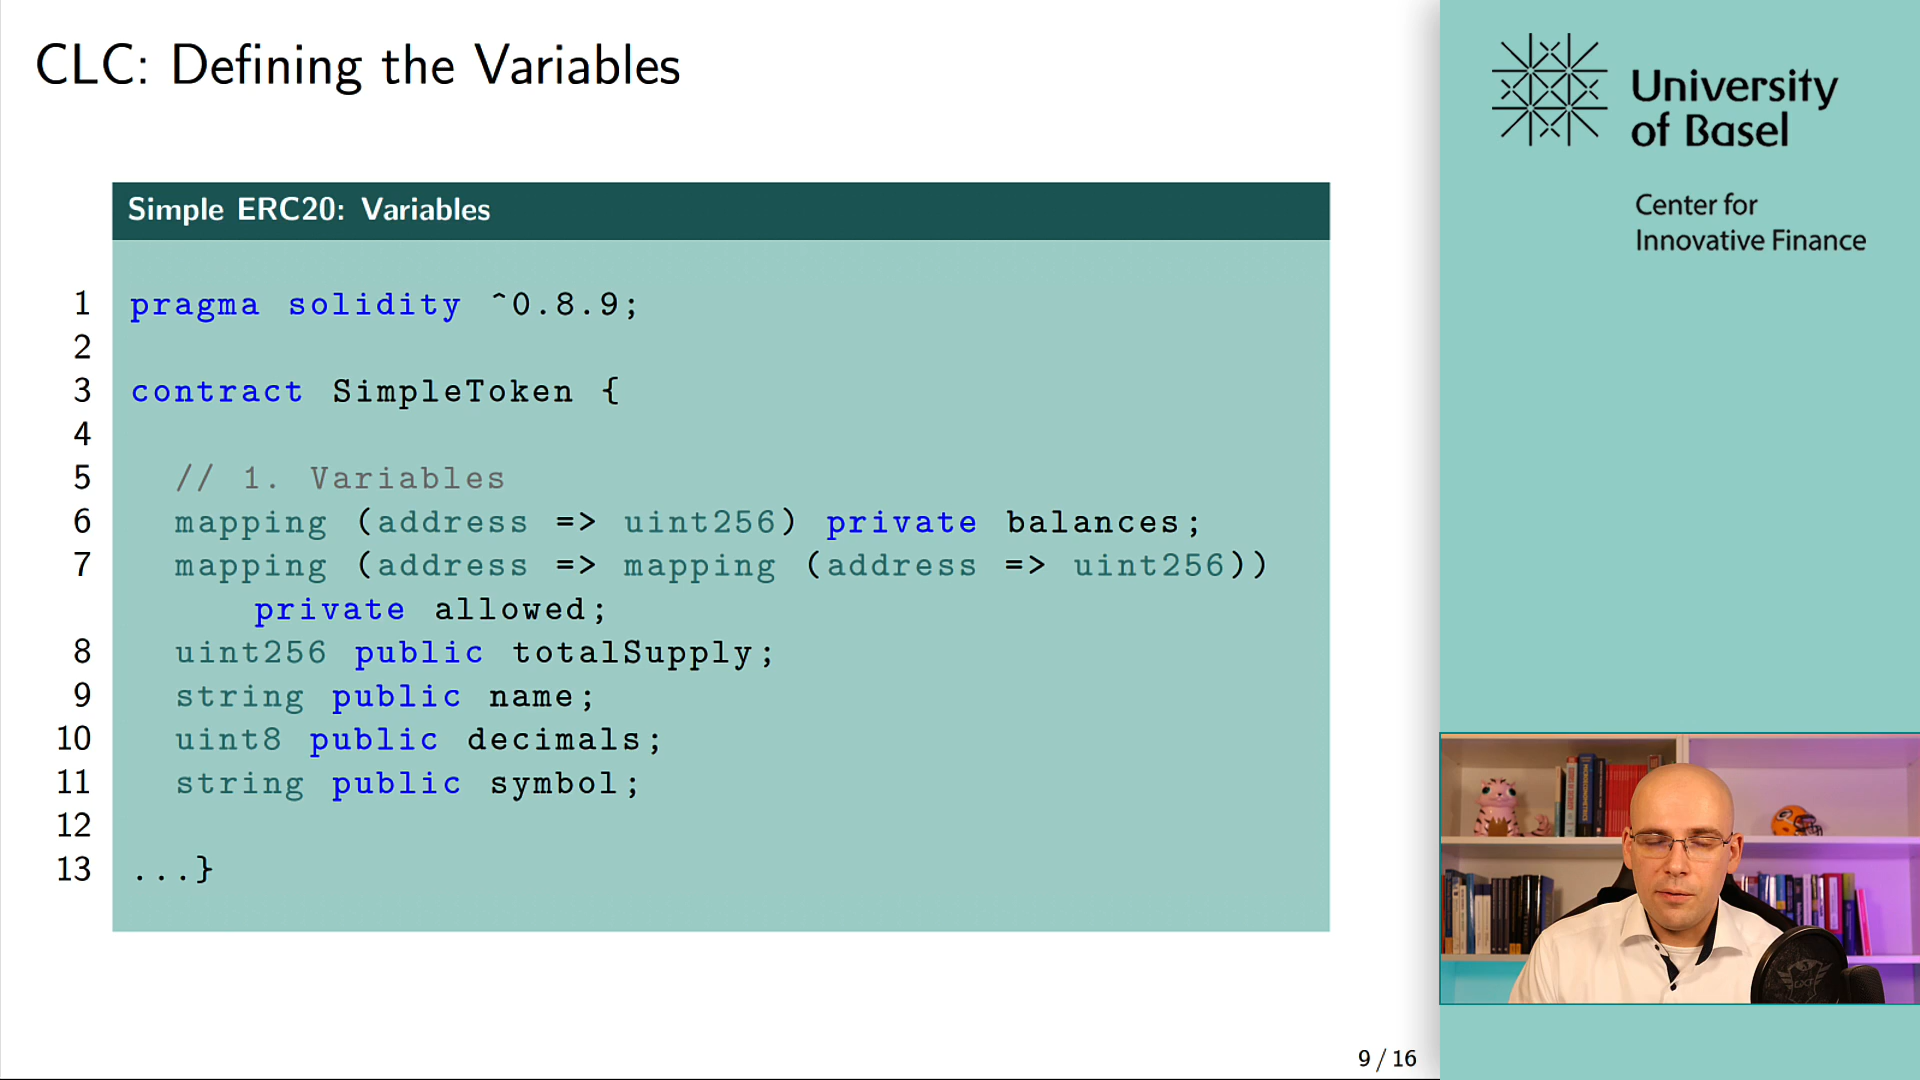 CLC: Defining the Variables
Simple ERC20: Variables
1 pragma solidity ^0.8.9;
2
3 contract SimpleToken {
4
5 // 1. Variables
6 mapping (address => uint256) private balances;
7 mapping (address => mapping (address => uint256))
private allowed;
8 uint256 public totalSupply;
9 string public name;
10 uint8 public decimals;
11 string public symbol;
12
13 ...}
9 / 16
University
of Basel
Center for
Innovative Finance